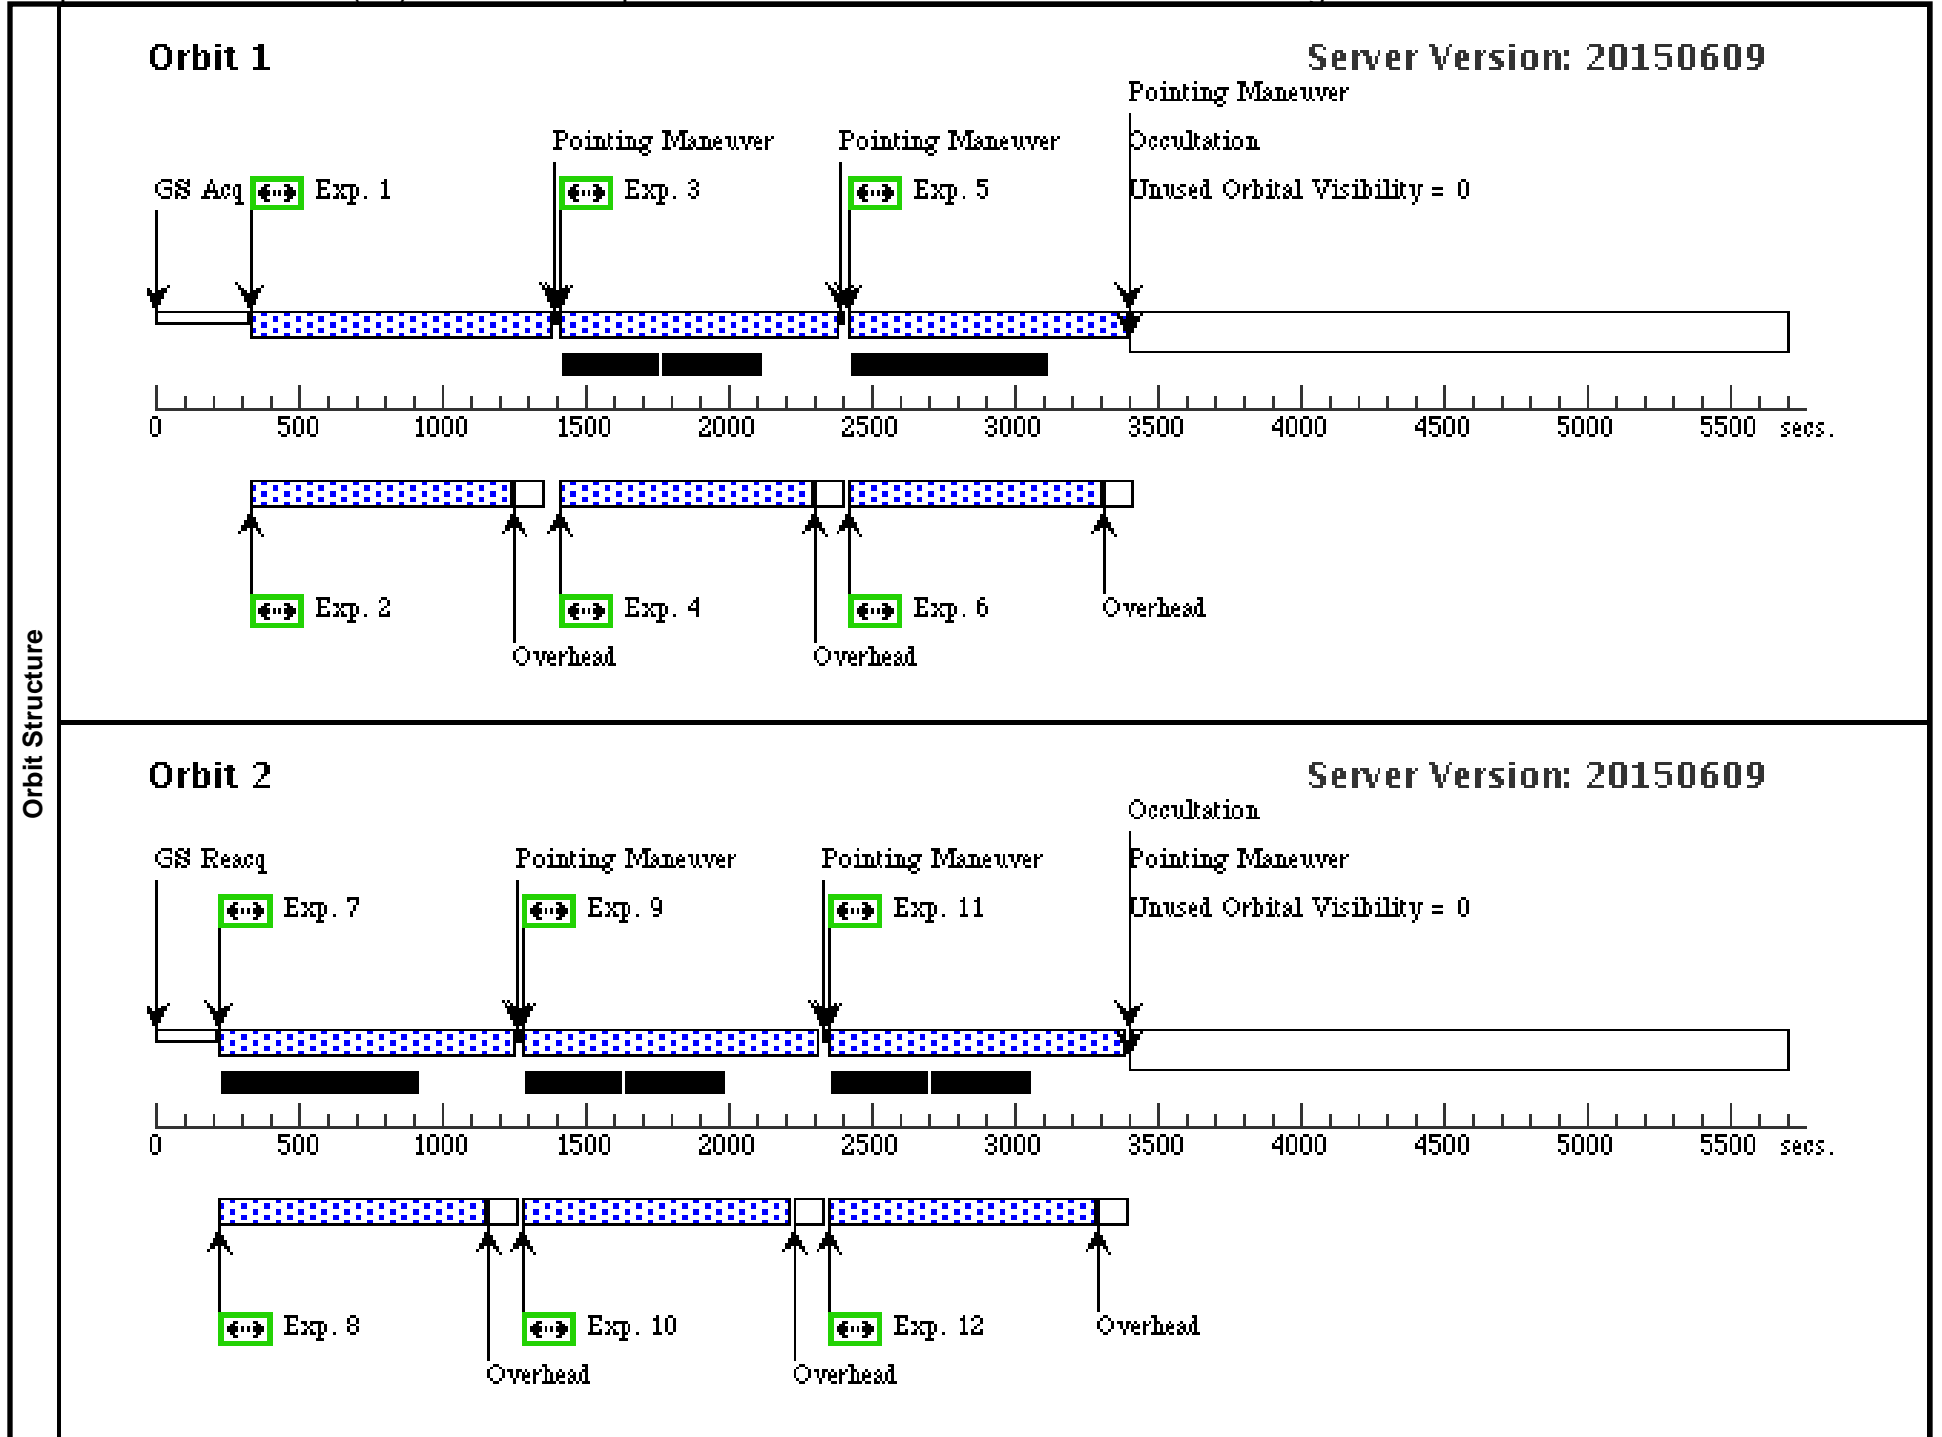 Orbit Structure
Orbit 1
Server Version: 20150609
Pointing Maneuver
Pointing Maneuver
Pointing Maneuver
Occultation
GS Acq
Exp. 1
Exp. 3
Exp. 5
Unused Orbital Visibility = 0
0 500 1000 1500 2000 2500 3000 3500 4000 4500 5000 5500 secs.
Exp. 2
Exp. 4
Exp. 6
Overhead
Overhead
Overhead
Orbit 2
Server Version: 20150609
Occultation
GS Reacq
Pointing Maneuver
Pointing Maneuver
Pointing Maneuver
Exp. 7
Exp. 9
Exp. 11
Unused Orbital Visibility = 0
0 500 1000 1500 2000 2500 3000 3500 4000 4500 5000 5500 secs.
Exp. 8
Exp. 10
Exp. 12
Overhead
Overhead
Overhead